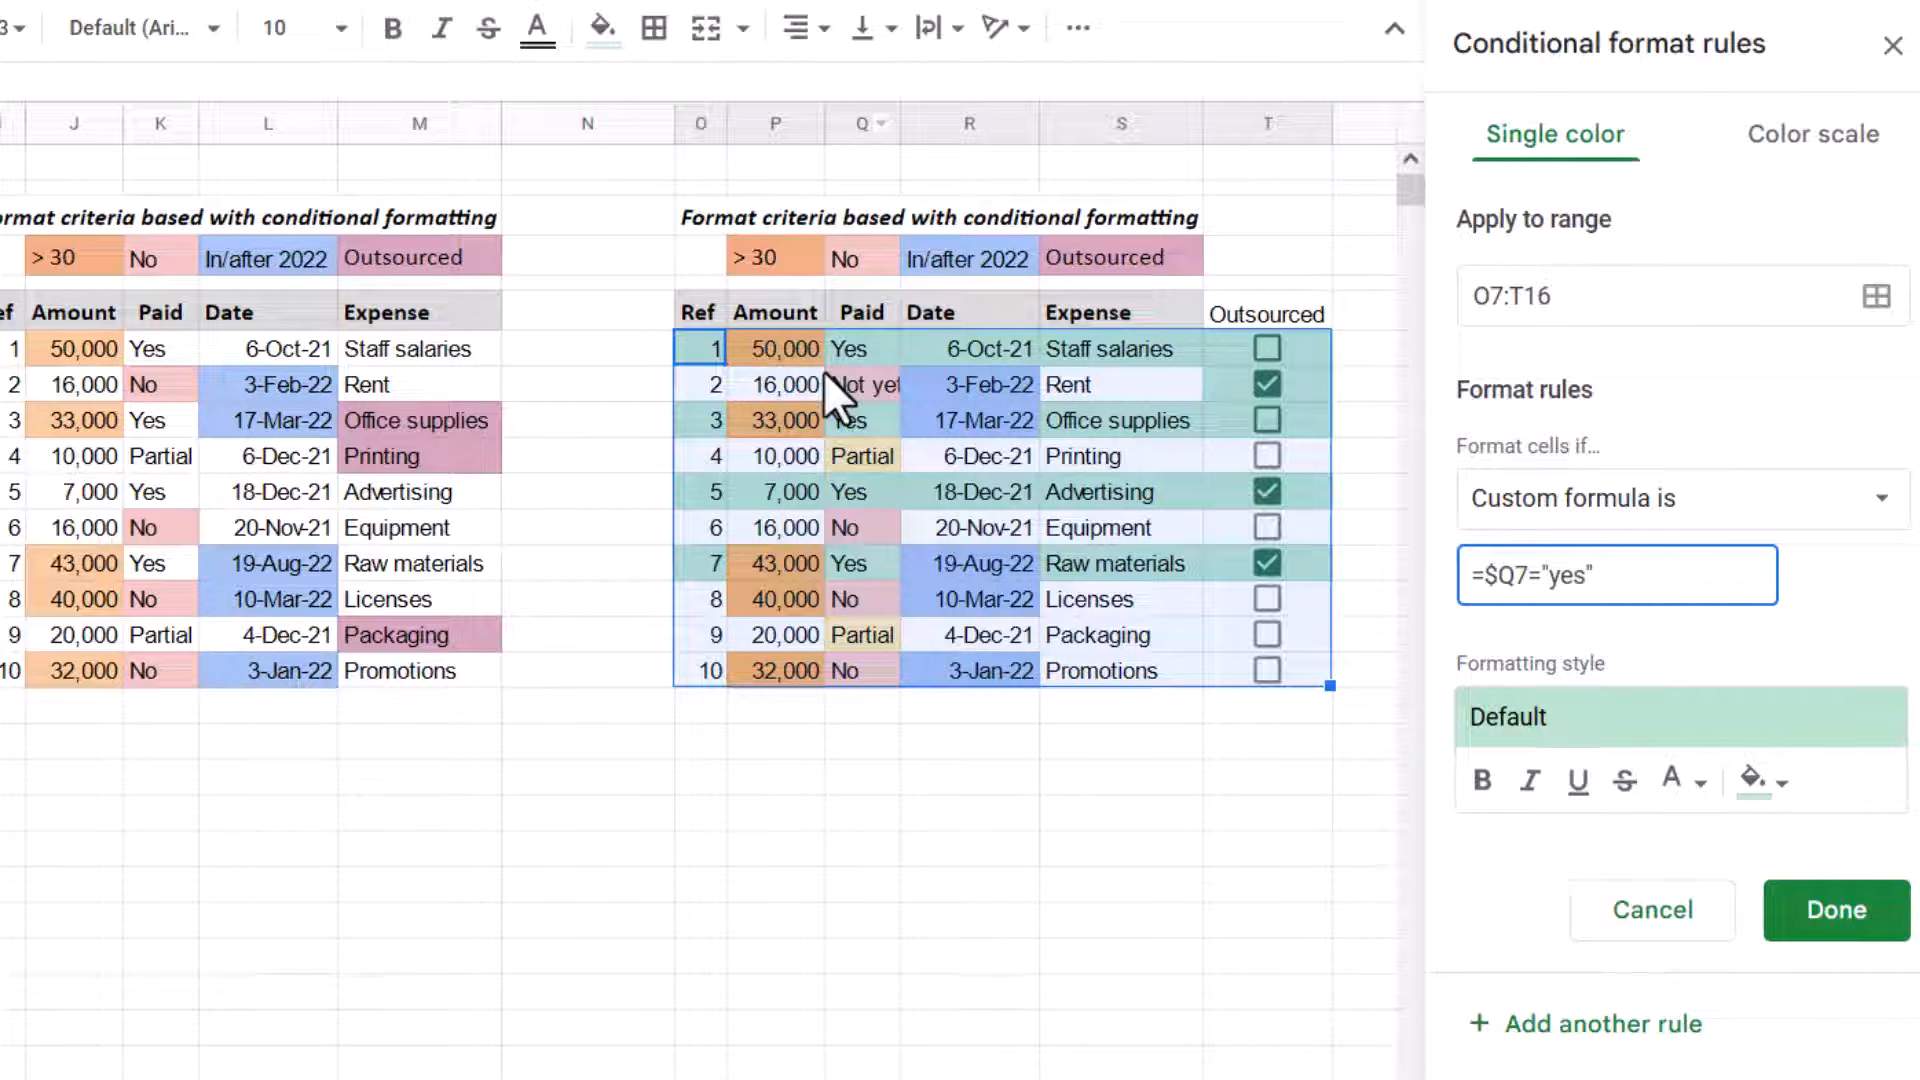 3 Default (Ari... 10 B I S A ...
J K L M N O P Q R S T
ormat criteria based with conditional formatting
> 30 No In/after 2022 Outsourced
ef Amount Paid Date Expense
1 50,000 Yes 6-Oct-21 Staff salaries
2 16,000 No 3-Feb-22 Rent
3 33,000 Yes 17-Mar-22 Office supplies
4 10,000 Partial 6-Dec-21 Printing
5 7,000 Yes 18-Dec-21 Advertising
6 16,000 No 20-Nov-21 Equipment
7 43,000 Yes 19-Aug-22 Raw materials
8 40,000 No 10-Mar-22 Licenses
9 20,000 Partial 4-Dec-21 Packaging
10 32,000 No 3-Jan-22 Promotions
Format criteria based with conditional formatting
> 30 No In/after 2022 Outsourced
Ref Amount Paid Date Expense Outsourced
1 50,000 Yes 6-Oct-21 Staff salaries
2 16,000 Not yet 3-Feb-22 Rent
3 33,000 Yes 17-Mar-22 Office supplies
4 10,000 Partial 6-Dec-21 Printing
5 7,000 Yes 18-Dec-21 Advertising
6 16,000 No 20-Nov-21 Equipment
7 43,000 Yes 19-Aug-22 Raw materials
8 40,000 No 10-Mar-22 Licenses
9 20,000 Partial 4-Dec-21 Packaging
10 32,000 No 3-Jan-22 Promotions
Conditional format rules
Single color Color scale
Apply to range
O7:T16
Format rules
Format cells if…
Custom formula is
=$Q7="yes"
Formatting style
Default
B I U S A
Cancel Done
+ Add another rule